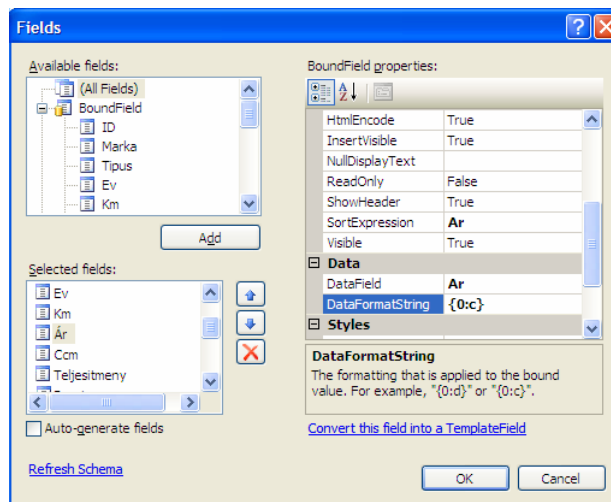 Fields
Available fields:
(All Fields)
BoundField
ID
Marka
Tipus
Ev
Km
Add
Selected fields:
Ev
Km
Ár
Ccm
Teljesitmeny
Auto-generate fields
Refresh Schema
BoundField properties:
HtmlEncode True
InsertVisible True
NullDisplayText
ReadOnly False
ShowHeader True
SortExpression Ar
Visible True
Data
DataField Ar
DataFormatString {0:c}
Styles
DataFormatString
The formatting that is applied to the bound
value. For example, "{0:d}" or "{0:c}".
Convert this field into a TemplateField
OK Cancel